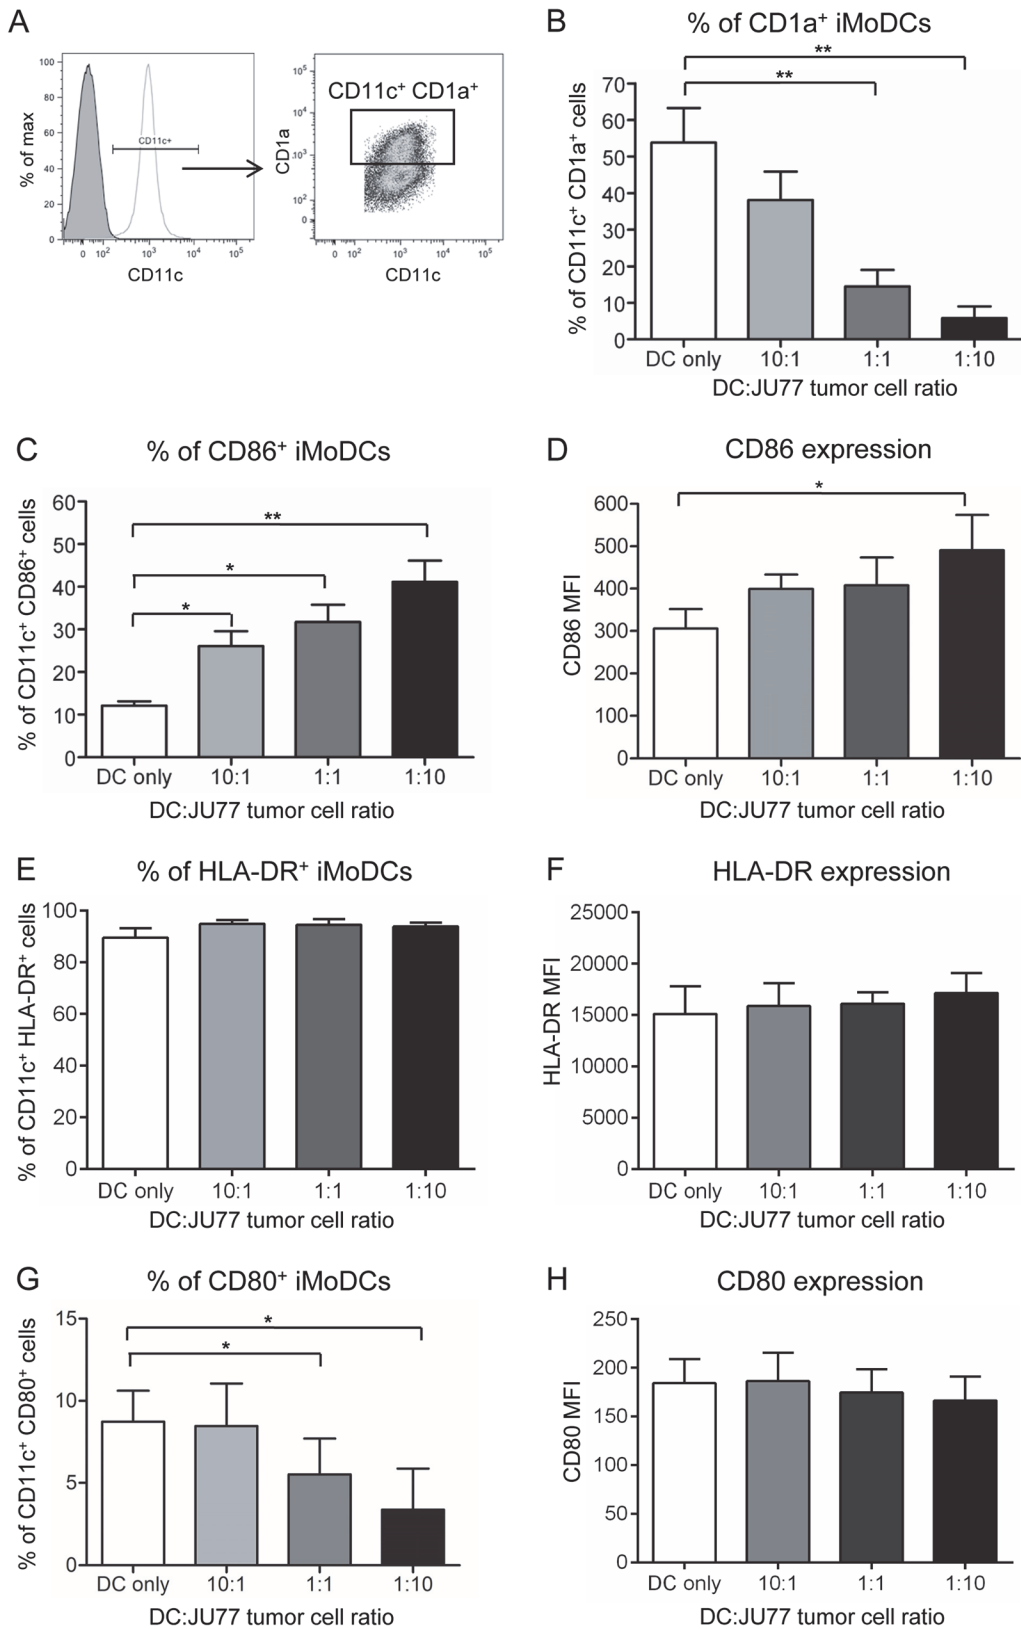 A
100
80
60
40
20
0
% of max
CD11c+
0 10² 10³ 10⁴ 10⁵
CD11c
CD11c⁺ CD1a⁺
10⁵
10⁴
10³
10²
0
CD1a
0 10² 10³ 10⁴ 10⁵
CD11c
B
% of CD1a⁺ iMoDCs
**
**
70
60
50
40
30
20
10
0
% of CD11c⁺ CD1a⁺ cells
DC only 10:1 1:1 1:10
DC:JU77 tumor cell ratio
C
% of CD86⁺ iMoDCs
60
50
40
30
20
10
0
**
*
*
% of CD11c⁺ CD86⁺ cells
DC only 10:1 1:1 1:10
DC:JU77 tumor cell ratio
D
CD86 expression
*
600
500
400
300
200
100
0
CD86 MFI
DC only 10:1 1:1 1:10
DC:JU77 tumor cell ratio
E
% of HLA-DR⁺ iMoDCs
100
80
60
40
20
0
% of CD11c⁺ HLA-DR⁺ cells
DC only 10:1 1:1 1:10
DC:JU77 tumor cell ratio
F
HLA-DR expression
25000
20000
15000
10000
5000
0
HLA-DR MFI
DC only 10:1 1:1 1:10
DC:JU77 tumor cell ratio
G
% of CD80⁺ iMoDCs
15
10
5
0
*
*
% of CD11c⁺ CD80⁺ cells
DC only 10:1 1:1 1:10
DC:JU77 tumor cell ratio
H
CD80 expression
250
200
150
100
50
0
CD80 MFI
DC only 10:1 1:1 1:10
DC:JU77 tumor cell ratio